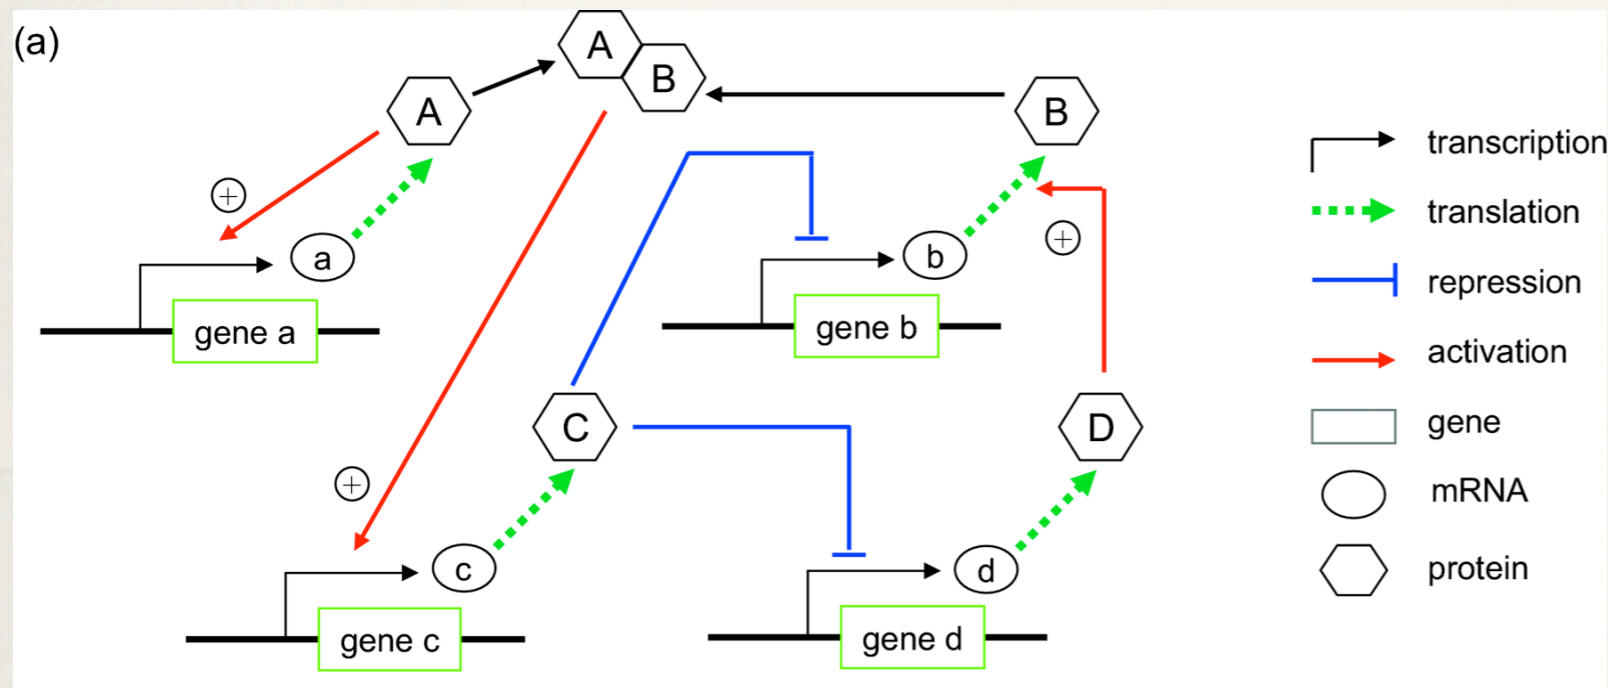 (a)
A
B
A
B
+
a
gene a
b
+
gene b
C
D
+
c
gene c
d
gene d
transcription
translation
repression
activation
gene
mRNA
protein